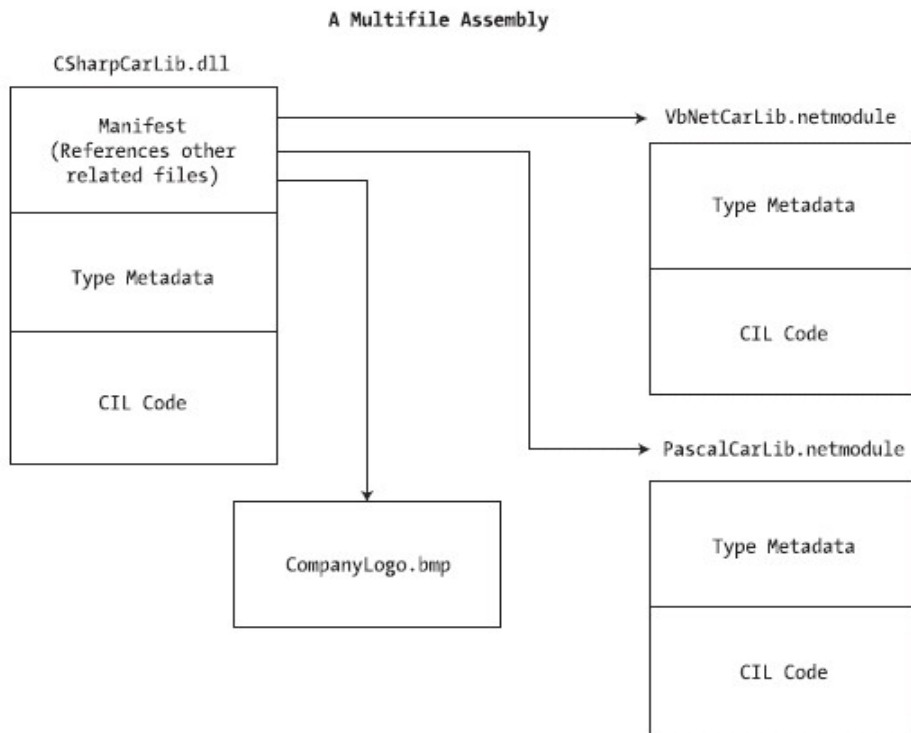 A Multifile Assembly
CSharpCarLib.dll
Manifest
(References other
related files)
Type Metadata
CIL Code
VbNetCarLib.netmodule
Type Metadata
CIL Code
PascalCarLib.netmodule
Type Metadata
CIL Code
CompanyLogo.bmp